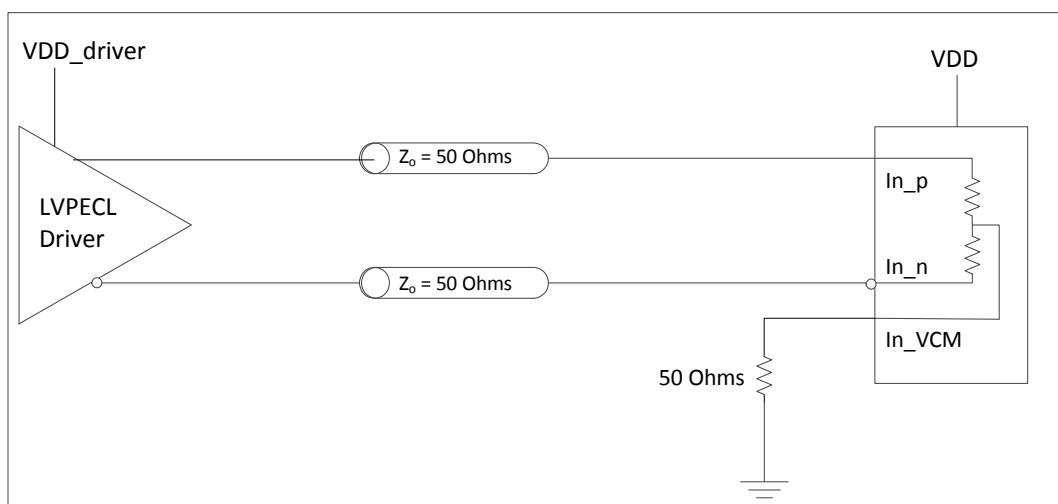 VDD_driver
VDD
Zₒ = 50 Ohms
In_p
LVPECL
Driver
In_n
Zₒ = 50 Ohms
In_VCM
50 Ohms